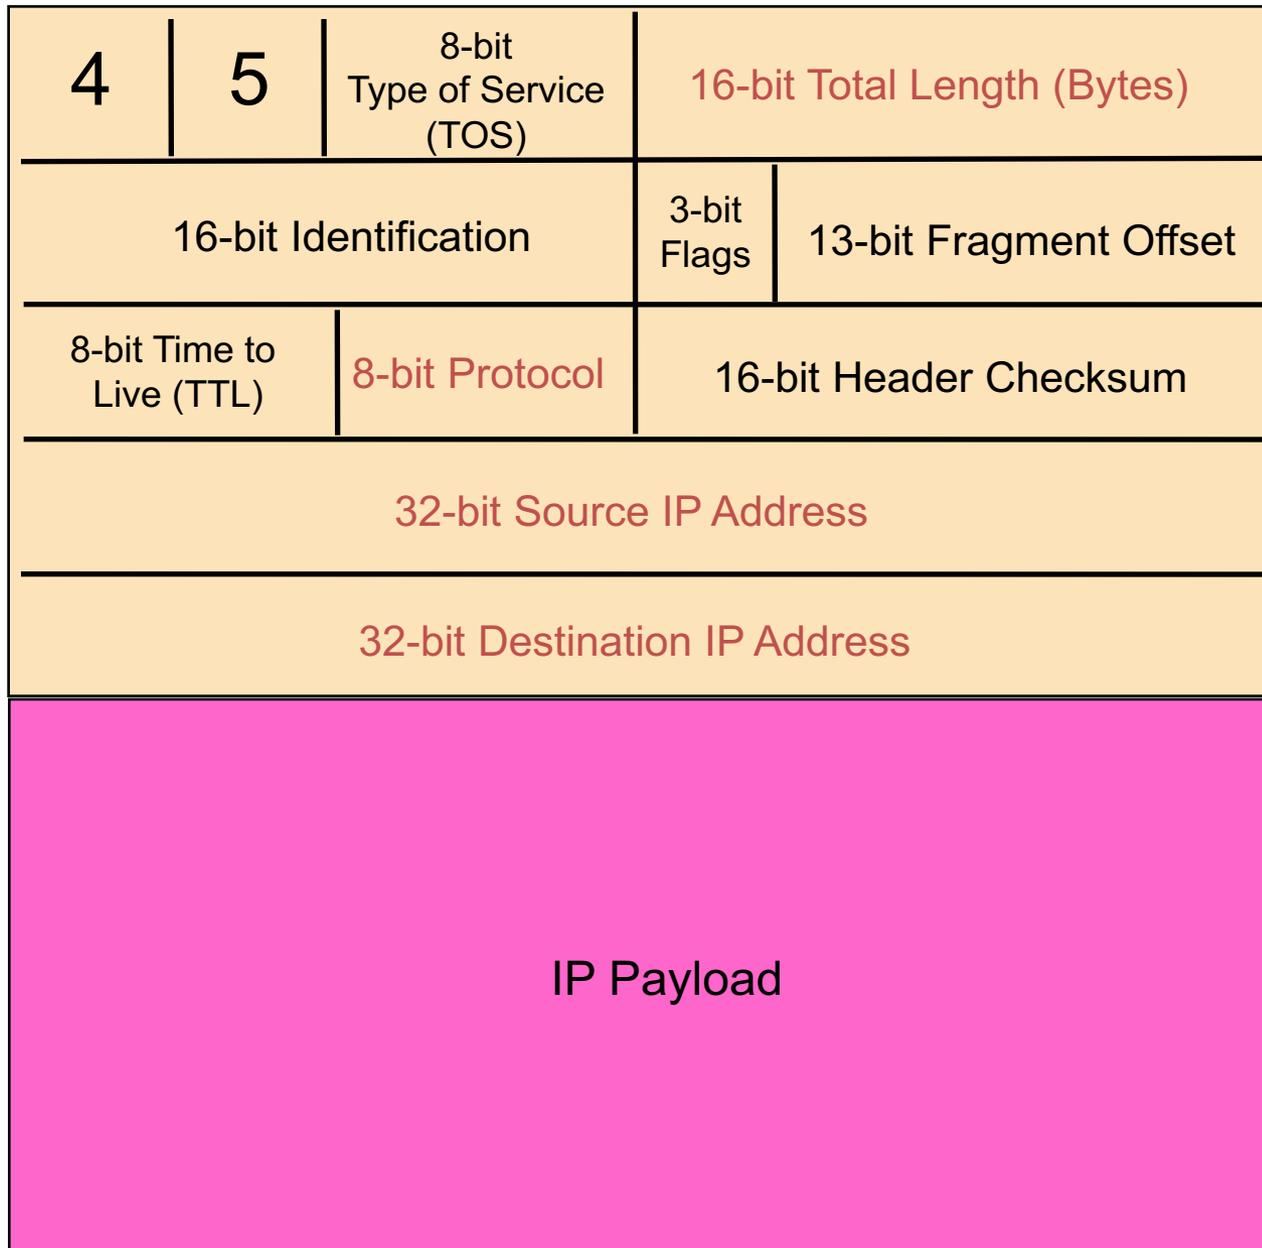 4
5
8-bit
Type of Service
(TOS)
16-bit Total Length (Bytes)
16-bit Identification
3-bit
Flags
13-bit Fragment Offset
8-bit Time to
Live (TTL)
8-bit Protocol
16-bit Header Checksum
32-bit Source IP Address
32-bit Destination IP Address
IP Payload